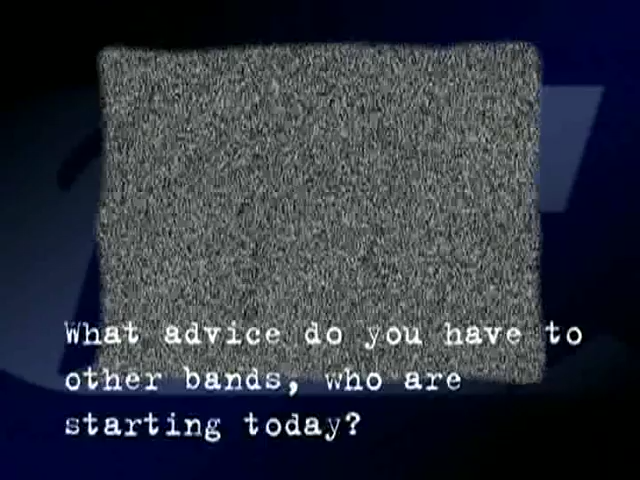 What advice do you have to
other bands, who are
starting today?